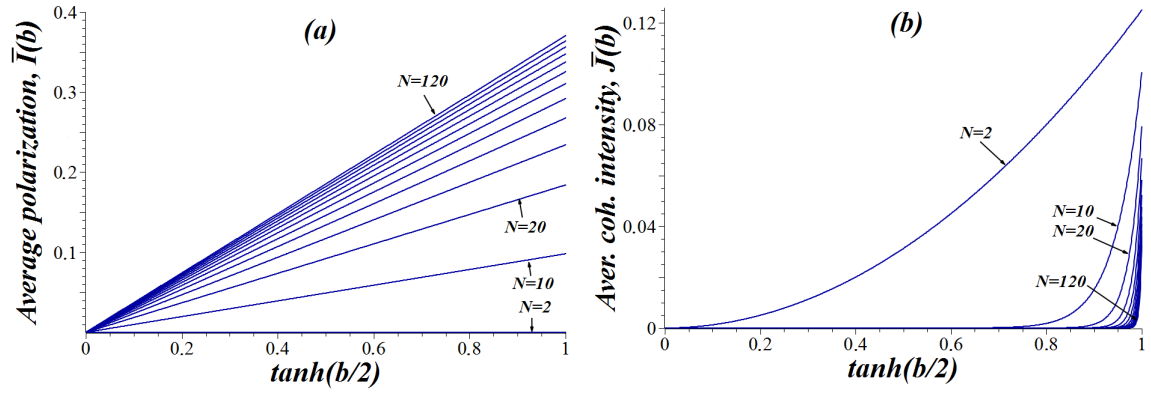 (a)
Average polarization, Ī(b)
0.4
0.3
0.2
0.1
0
0.2
0.4
0.6
0.8
1
tanh(b/2)
N=120
N=20
N=10
N=2
(b)
Aver. coh. intensity, J̄(b)
0.12
0.08
0.04
0
0
0.2
0.4
0.6
0.8
1
tanh(b/2)
N=2
N=10
N=20
N=120